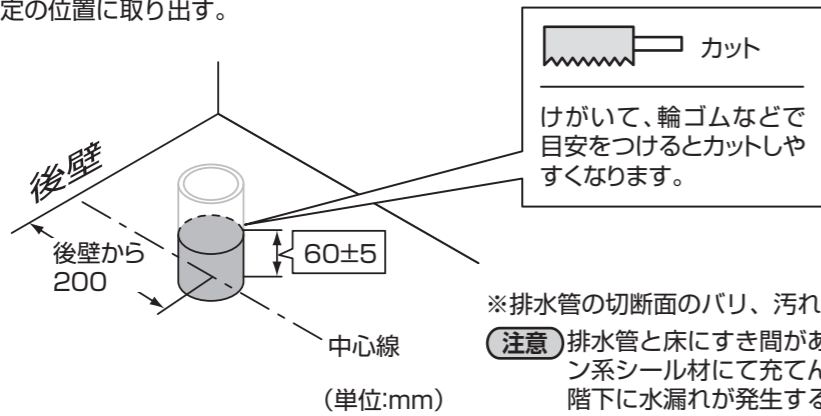 定の位置に取り出す。
カット
けがいて、輪ゴムなどで
目安をつけるとカットしや
すくなります。
後壁
後壁から
200
60±5
中心線
(単位:mm)
※排水管の切断面のバリ、汚れ
注意 排水管と床にすき間があ
ン系シール材にて充てん
階下に水漏れが発生する